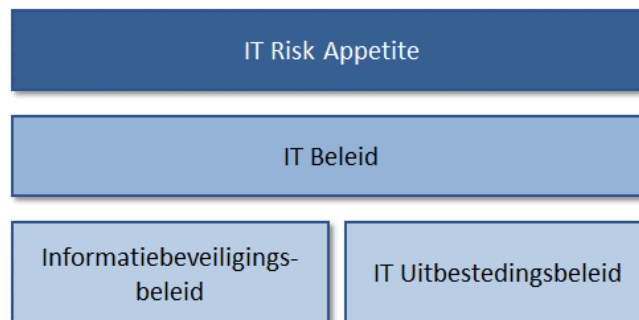 IT Risk Appetite
IT Beleid
Informatiebeveiligings-
beleid
IT Uitbestedingsbeleid